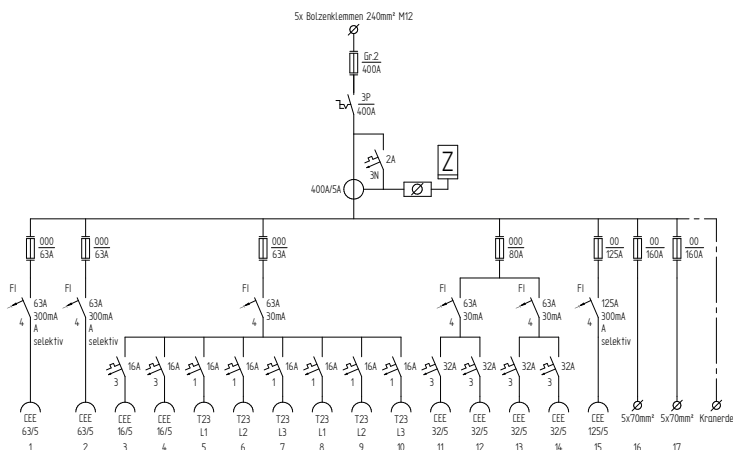 5x Bolzenklemmen 240mm² M12
Gr.2
400A
3P
400A
2A
3N
Z
400A/5A
000
63A
000
63A
000
63A
000
80A
00
125A
00
160A
00
160A
FI
63A
300mA
A
selektiv
4
FI
63A
300mA
A
selektiv
4
FI
63A
30mA
4
FI
63A
30mA
4
FI
63A
30mA
4
FI
125A
300mA
A
selektiv
4
16A
3
16A
3
16A
1
16A
1
16A
1
16A
1
16A
1
16A
1
32A
3
32A
3
32A
3
32A
3
CEE CEE CEE CEE T23 T23 T23 T23 T23 T23 CEE CEE CEE CEE CEE 5x70mm² 5x70mm² Kranerde
63/5 63/5 16/5 16/5 L1 L2 L3 L1 L2 L3 32/5 32/5 32/5 32/5 125/5
1 2 3 4 5 6 7 8 9 10 11 12 13 14 15 16 17